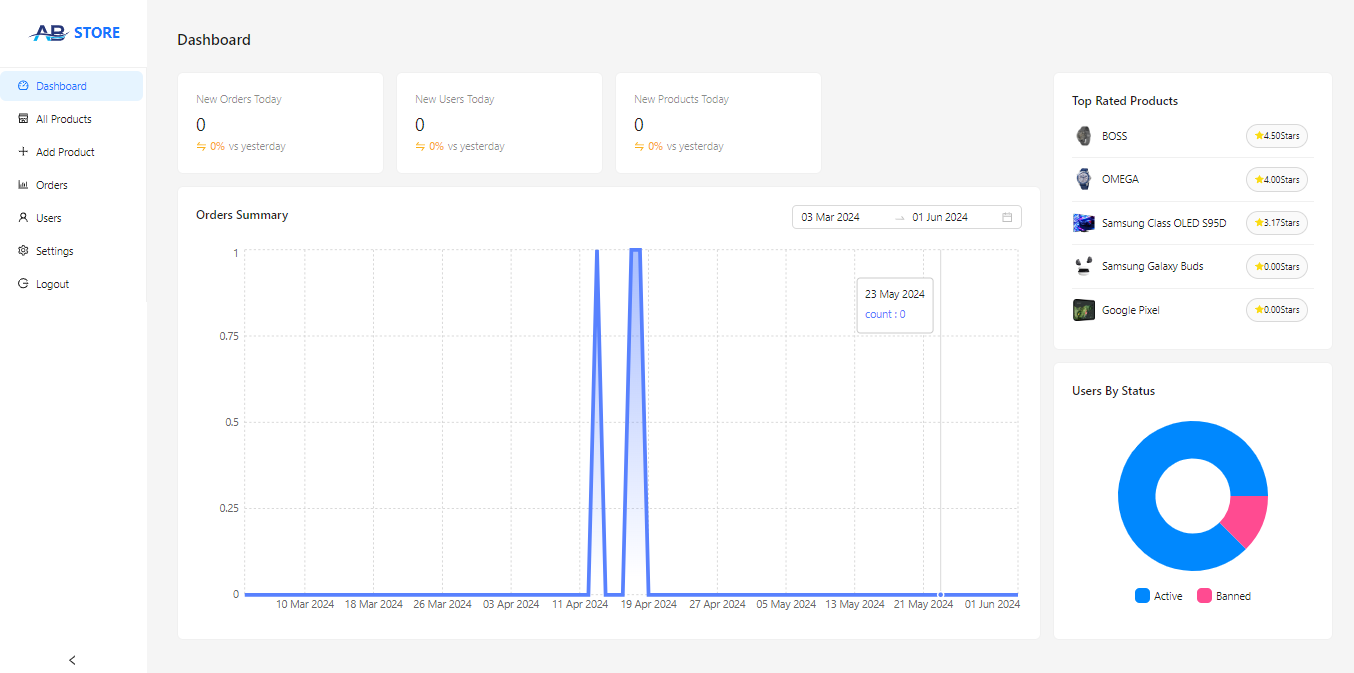 AB STORE
Dashboard
All Products
Add Product
Orders
Users
Settings
Logout
Dashboard
New Orders Today
0
0% vs yesterday
New Users Today
0
0% vs yesterday
New Products Today
0
0% vs yesterday
Orders Summary
03 Mar 2024 → 01 Jun 2024
1
0.75
0.5
0.25
0
23 May 2024
count : 0
10 Mar 2024 18 Mar 2024 26 Mar 2024 03 Apr 2024 11 Apr 2024 19 Apr 2024 27 Apr 2024 05 May 2024 13 May 2024 21 May 2024 01 Jun 2024
Top Rated Products
BOSS ⭐4.50Stars
OMEGA ⭐4.00Stars
Samsung Class OLED S95D ⭐3.17Stars
Samsung Galaxy Buds ⭐0.00Stars
Google Pixel ⭐0.00Stars
Users By Status
Active Banned